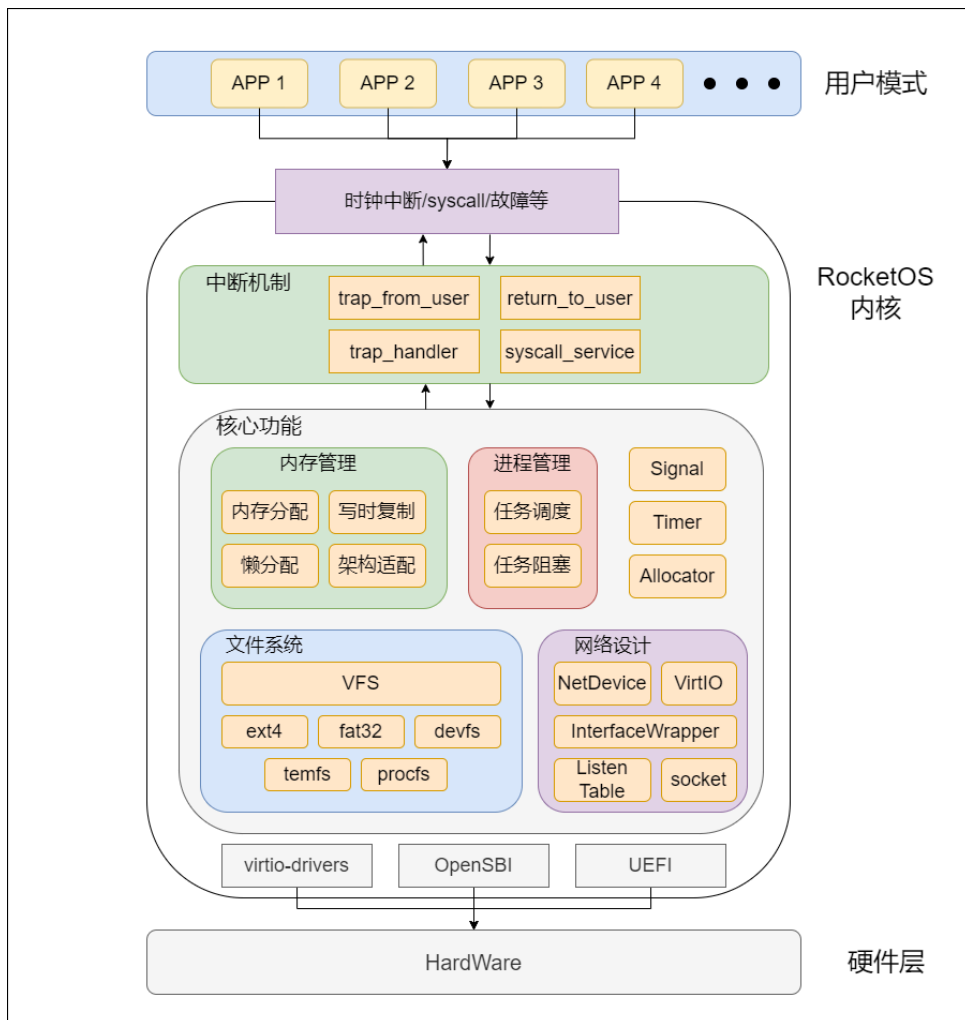 APP 1
APP 2
APP 3
APP 4
用户模式
时钟中断/syscall/故障等
RocketOS
内核
中断机制
trap_from_user
return_to_user
trap_handler
syscall_service
核心功能
内存管理
内存分配
写时复制
懒分配
架构适配
进程管理
任务调度
任务阻塞
Signal
Timer
Allocator
文件系统
VFS
ext4
fat32
devfs
temfs
procfs
网络设计
NetDevice
VirtIO
InterfaceWrapper
Listen
Table
socket
virtio-drivers
OpenSBI
UEFI
HardWare
硬件层